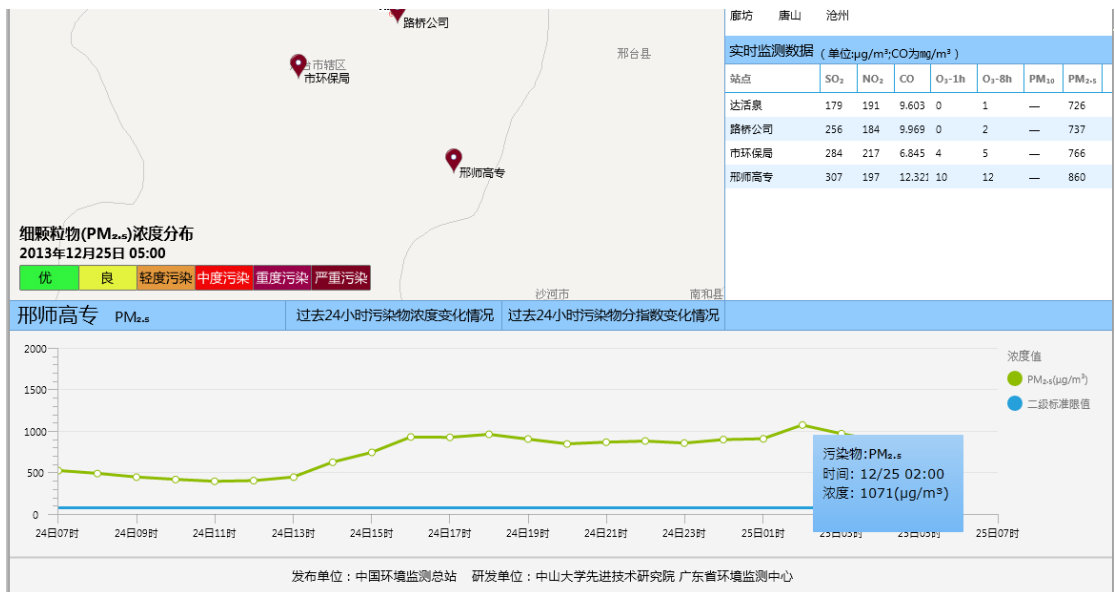 路桥公司
市辖区
市环保局
邢台县
邢师高专
细颗粒物(PM₂.₅)浓度分布
2013年12月25日 05:00
优 良 轻度污染 中度污染 重度污染 严重污染
沙河市 南和县
廊坊 唐山 沧州
实时监测数据 (单位:μg/m³;CO为mg/m³)
站点 SO₂ NO₂ CO O₃-1h O₃-8h PM₁₀ PM₂.₅
达活泉 179 191 9.603 0 1 — 726
路桥公司 256 184 9.969 0 2 — 737
市环保局 284 217 6.845 4 5 — 766
邢师高专 307 197 12.321 10 12 — 860
邢师高专 PM₂.₅ 过去24小时污染物浓度变化情况 过去24小时污染物分指数变化情况
2000
1500
1000
500
0
24日07时 24日09时 24日11时 24日13时 24日15时 24日17时 24日19时 24日21时 24日23时 25日01时 25日03时 25日05时 25日07时
浓度值
PM₂.₅(μg/m³)
二级标准限值
污染物:PM₂.₅
时间: 12/25 02:00
浓度: 1071(μg/m³)
发布单位：中国环境监测总站 研发单位：中山大学先进技术研究院 广东省环境监测中心